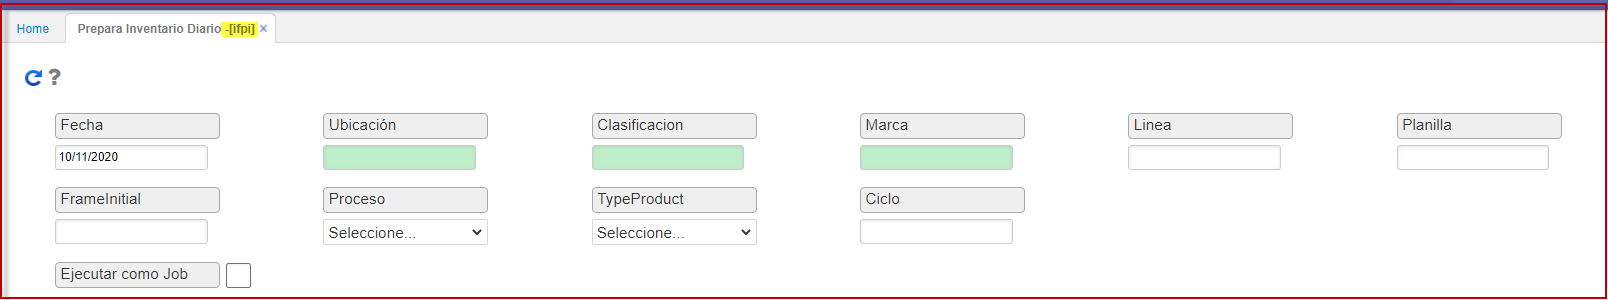 Home Prepara Inventario Diario -[ifpi] ×
?
Fecha Ubicación Clasificacion Marca Linea Planilla
10/11/2020
FrameInitial Proceso TypeProduct Ciclo
Seleccione... Seleccione...
Ejecutar como Job